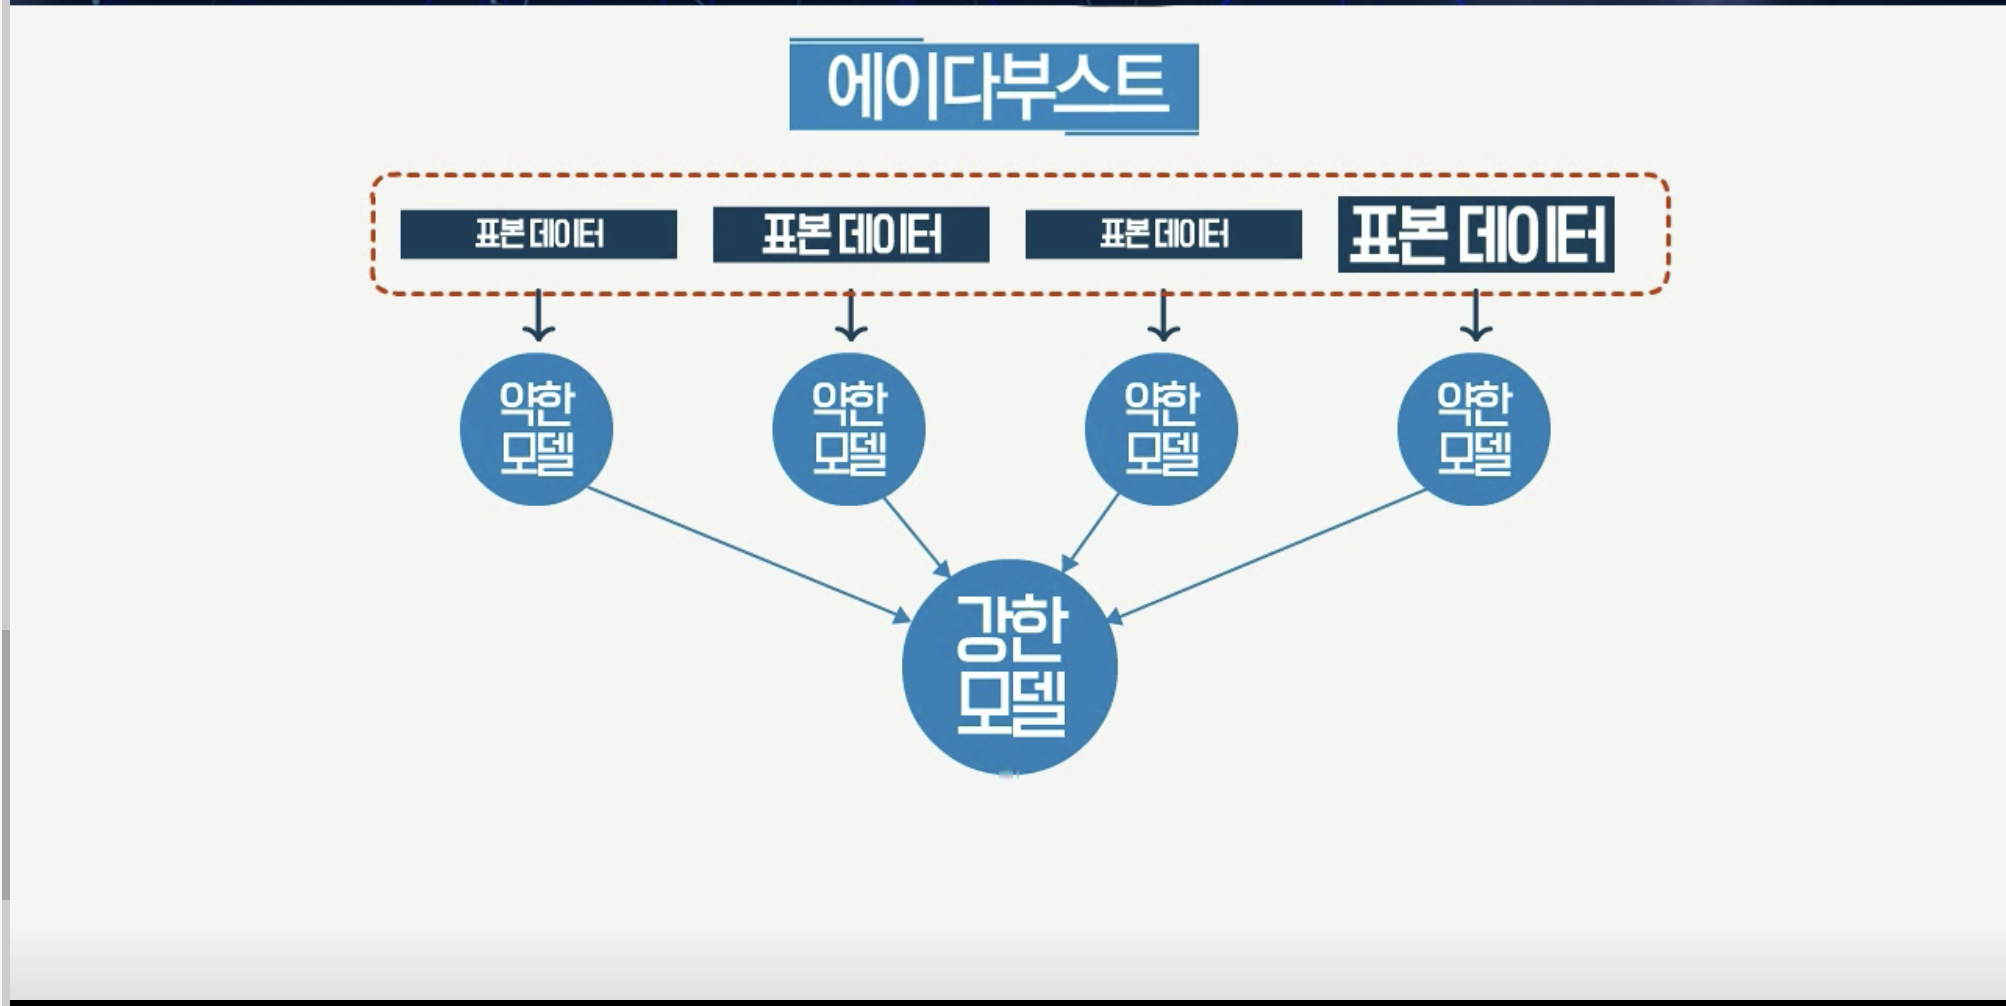 에이다부스트
표본 데이터
표본 데이터
표본 데이터
표본 데이터
약한
모델
약한
모델
약한
모델
약한
모델
강한
모델